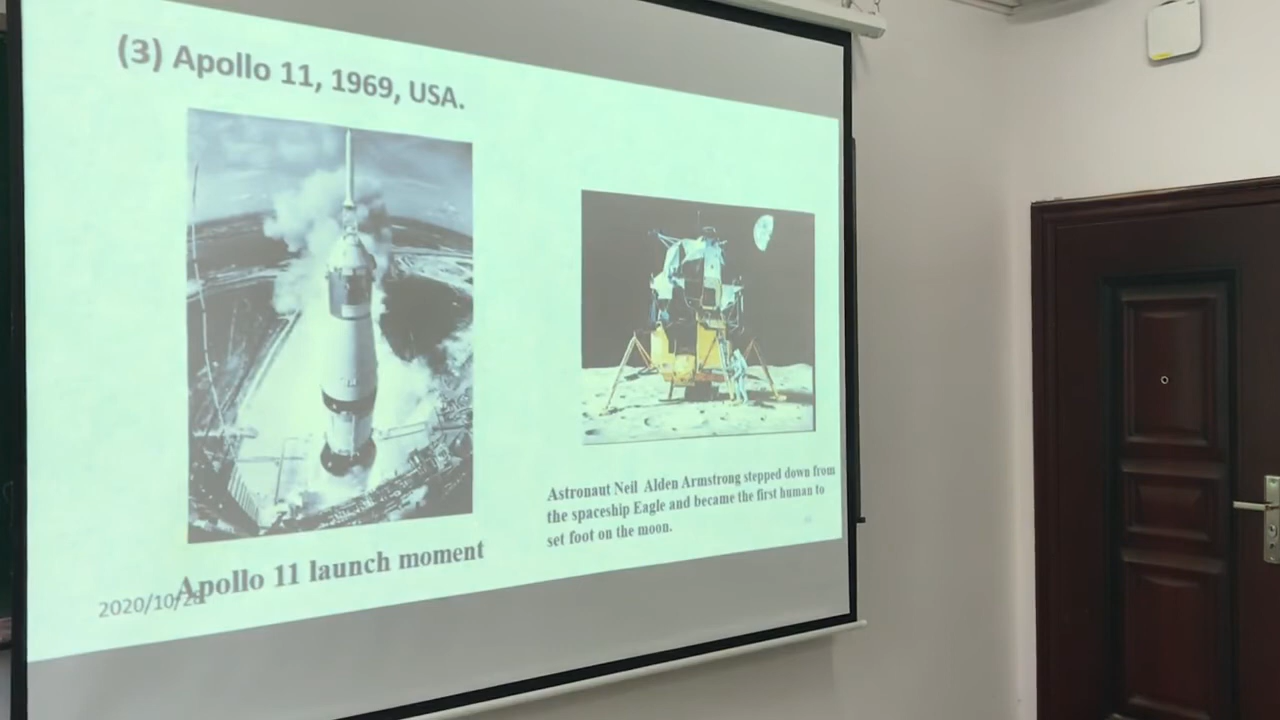 (3) Apollo 11, 1969, USA.
Astronaut Neil Alden Armstrong stepped down from
the spaceship Eagle and became the first human to
set foot on the moon.
Apollo 11 launch moment
2020/10/28